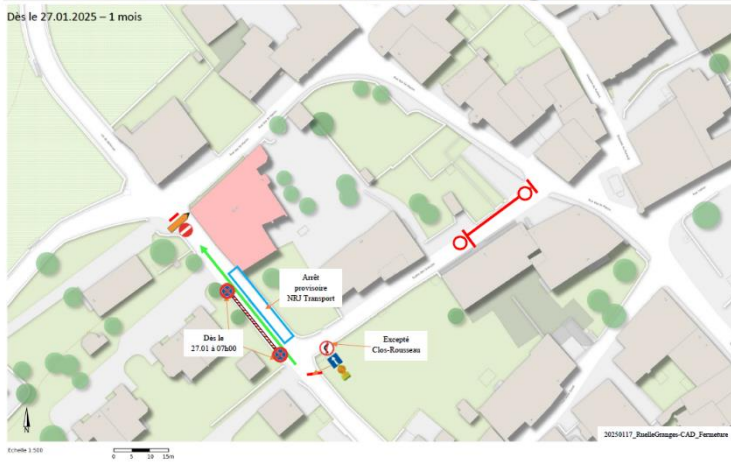 Dès le 27.01.2025 – 1 mois
Arrêt
provisoire
NRJ Transport
Dès le
27.01 à 07h00
Excepté
Clos-Rousseau
N
20250117_RuelleGranges-CAD_Fermeture
Echelle 1:500
0 5 10 15m